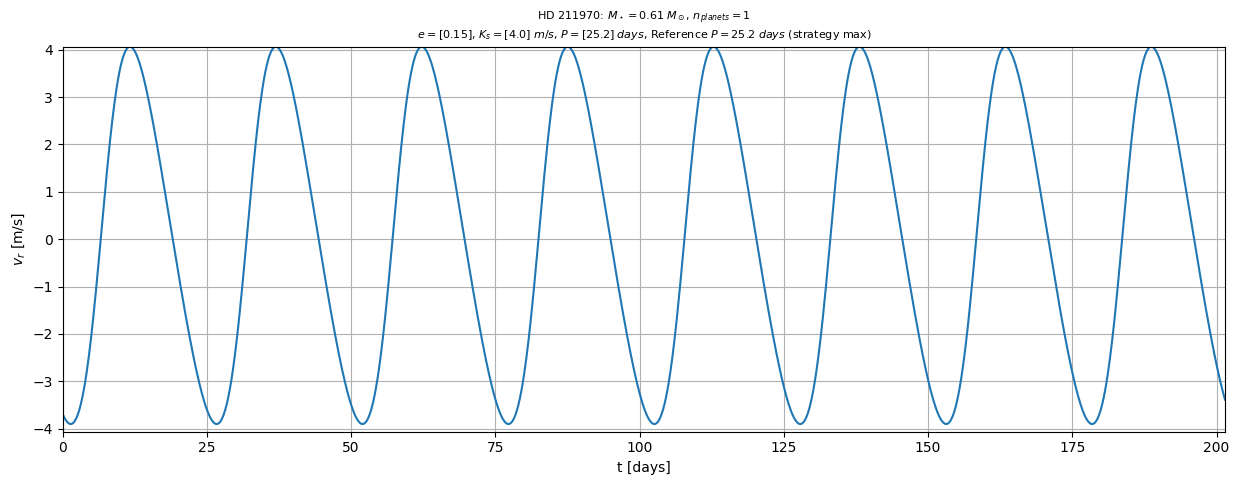 HD 211970: M⋆ = 0.61 M⊙, n_planets = 1
e = [0.15], Kₛ = [4.0] m/s, P = [25.2] days, Reference P = 25.2 days (strategy max)
4
3
2
1
0
−1
−2
−3
−4
vᵣ [m/s]
0 25 50 75 100 125 150 175 200
t [days]